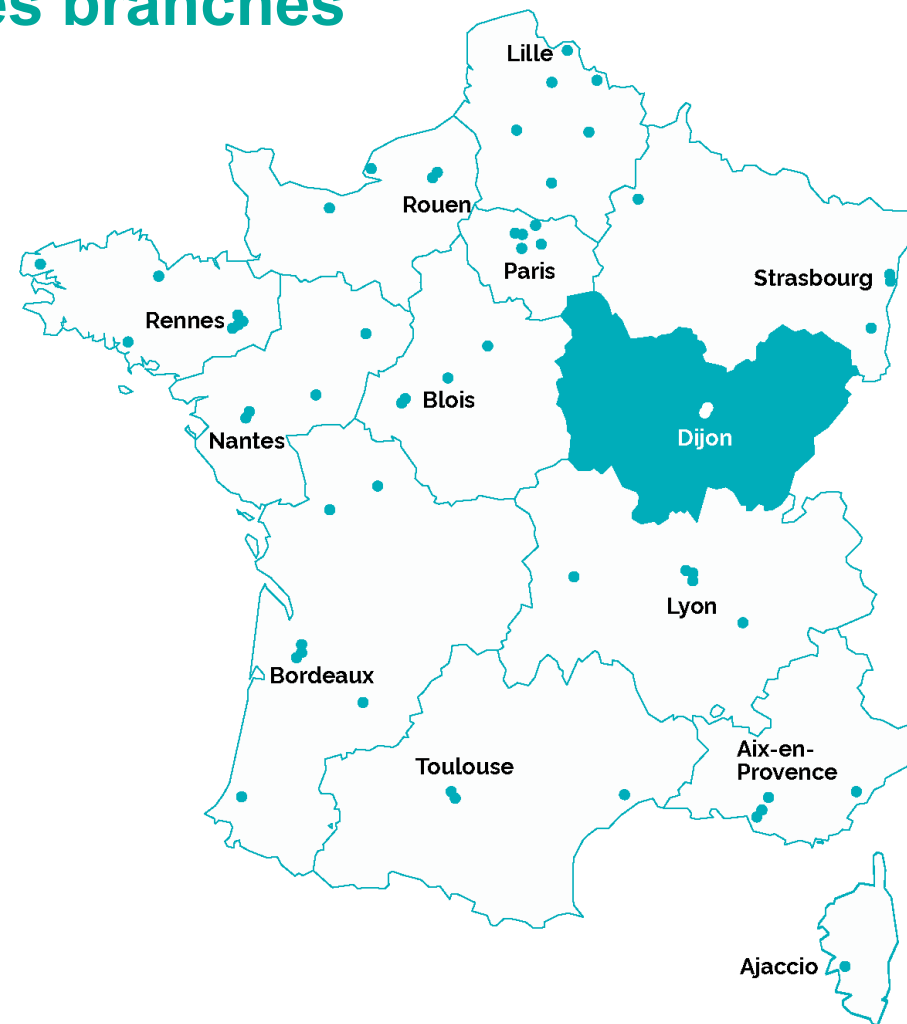 es branches
Lille
Rouen
Paris
Strasbourg
Rennes
Blois
Dijon
Nantes
Lyon
Bordeaux
Toulouse
Aix-en-
Provence
Ajaccio